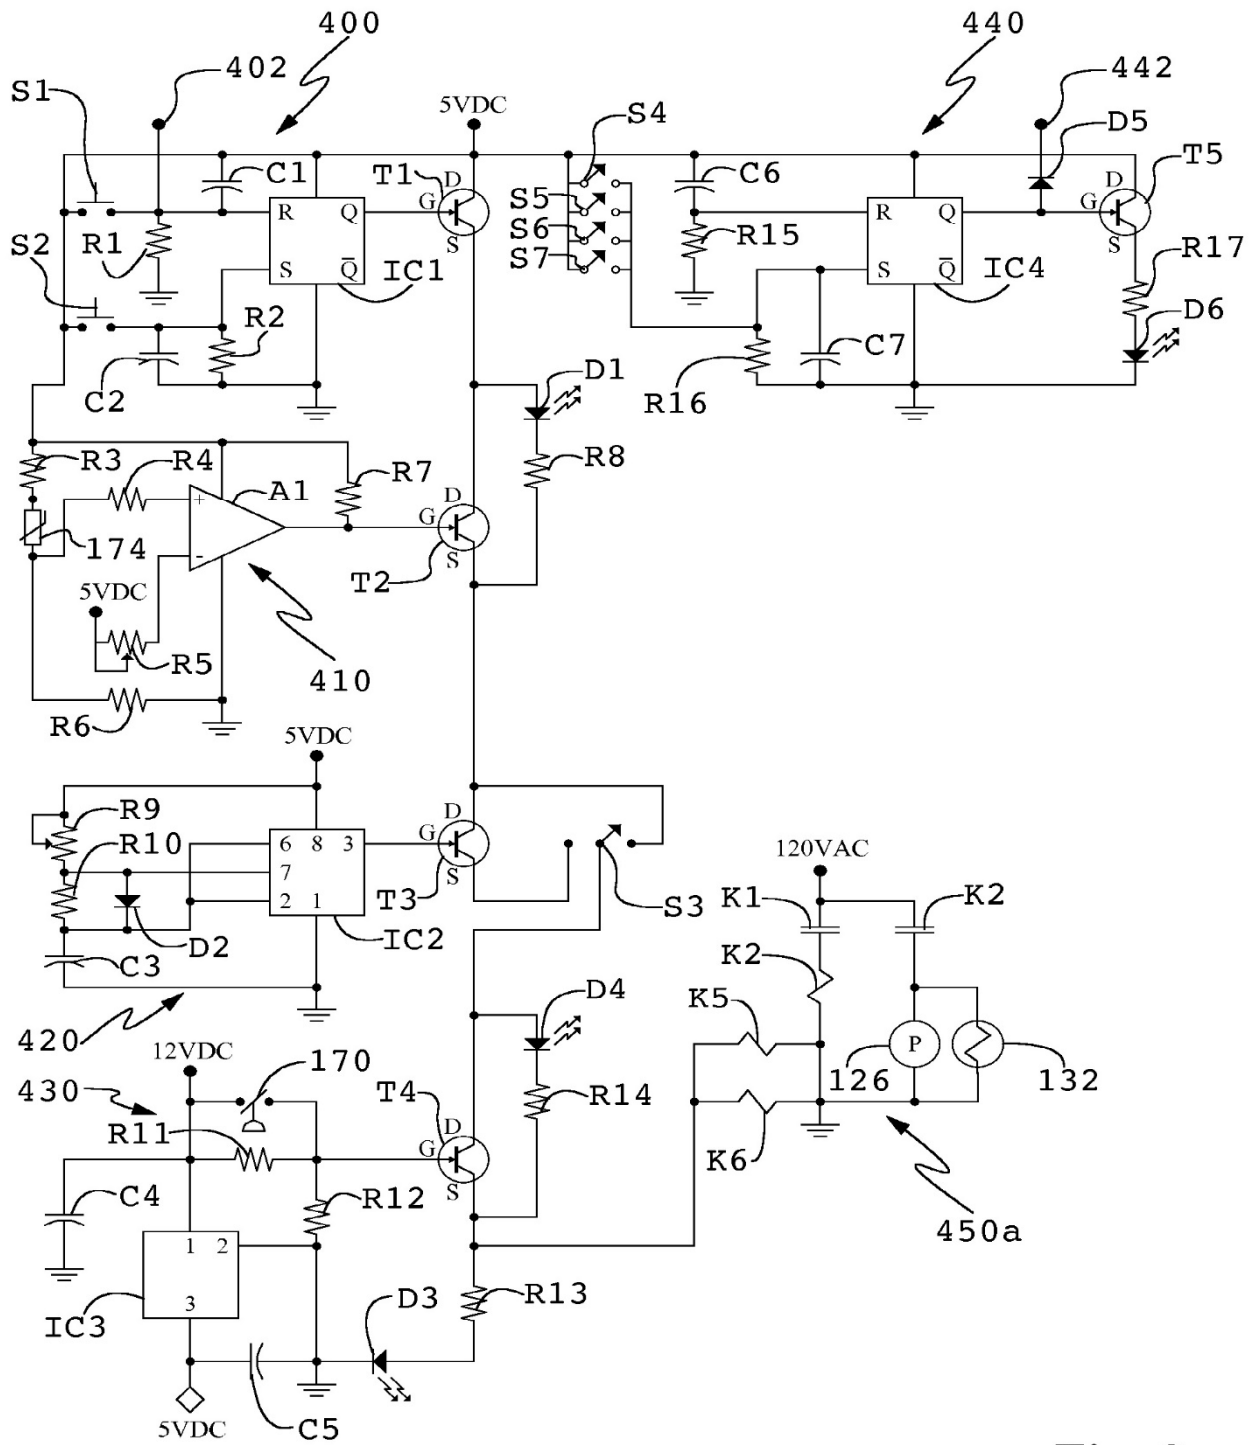 400
440
402
442
S1
5VDC
S4
D5
T5
C1
T1
D
G
S
C6
D
G
S
R
Q
S
Q̅
R1
IC1
S5
S6
S7
R15
R
Q
S
Q̅
IC4
R17
S2
R2
C2
D6
C7
R16
D1
R3
R4
R7
R8
A1
+
-
D
G
S
174
T2
5VDC
R5
410
R6
5VDC
R9
R10
6 8 3
7
2 1
D
G
S
T3
S3
120VAC
K1
K2
D2
IC2
C3
K2
D4
K5
420
12VDC
170
P
126
132
430
T4
R14
R11
D
G
S
K6
C4
R12
450a
1 2
3
IC3
D3
R13
C5
5VDC